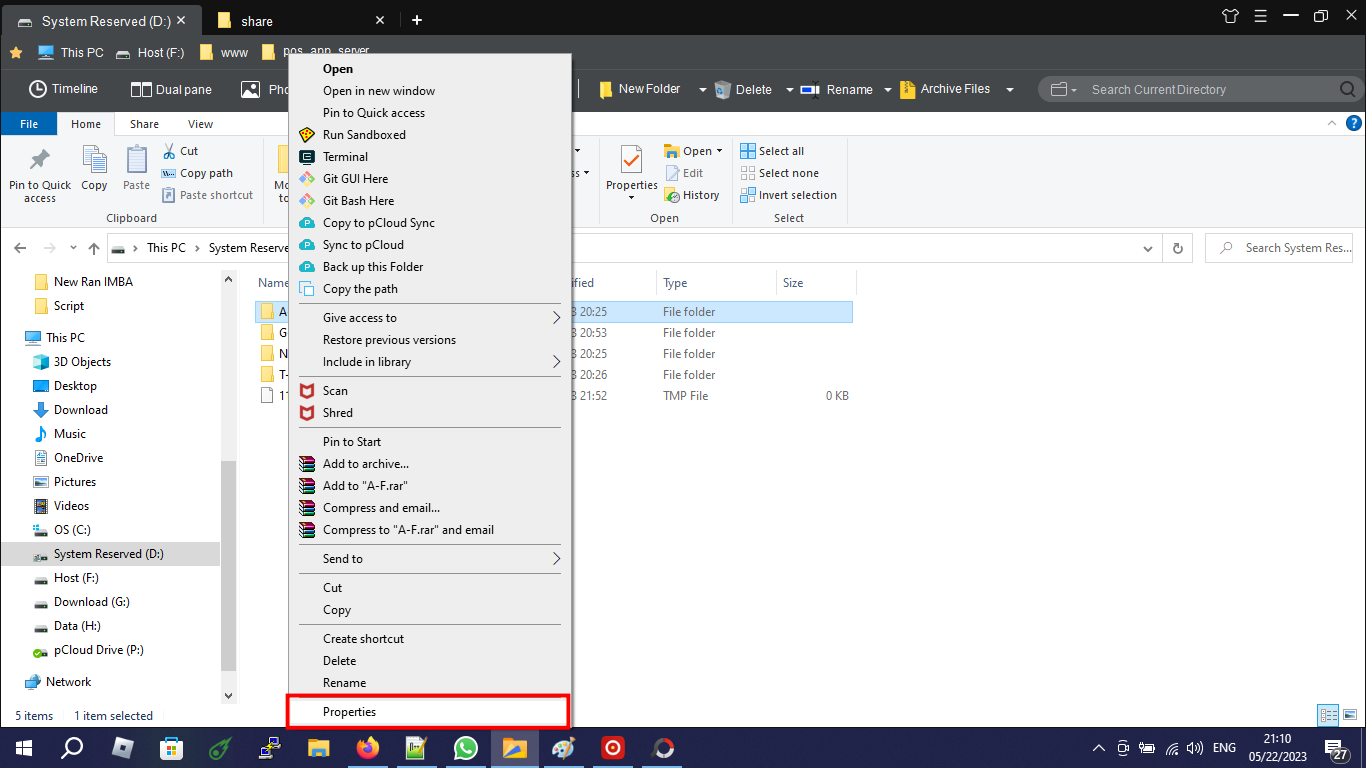 System Reserved (D:)
share
This PC
Host (F:)
www
pos_app_server
Timeline
Dual pane
New Folder
Delete
Rename
Archive Files
Search Current Directory
File
Home
Share
View
Pin to Quick access
Copy
Paste
Cut
Copy path
Paste shortcut
Clipboard
Properties
Open
Edit
History
Open
Select all
Select none
Invert selection
Select
This PC
System Reserve
Search System Res...
New Ran IMBA
Script
This PC
3D Objects
Desktop
Download
Music
OneDrive
Pictures
Videos
OS (C:)
System Reserved (D:)
Host (F:)
Download (G:)
Data (H:)
pCloud Drive (P:)
Network
5 items
1 item selected
Name
Type
Size
A
3 20:25
File folder
G
3 20:53
File folder
N
3 20:25
File folder
T-
3 20:26
File folder
11
3 21:52
TMP File
0 KB
Open
Open in new window
Pin to Quick access
Run Sandboxed
Terminal
Git GUI Here
Git Bash Here
Copy to pCloud Sync
Sync to pCloud
Back up this Folder
Copy the path
Give access to
Restore previous versions
Include in library
Scan
Shred
Pin to Start
Add to archive...
Add to "A-F.rar"
Compress and email...
Compress to "A-F.rar" and email
Send to
Cut
Copy
Create shortcut
Delete
Rename
Properties
ENG
21:10
05/22/2023
27